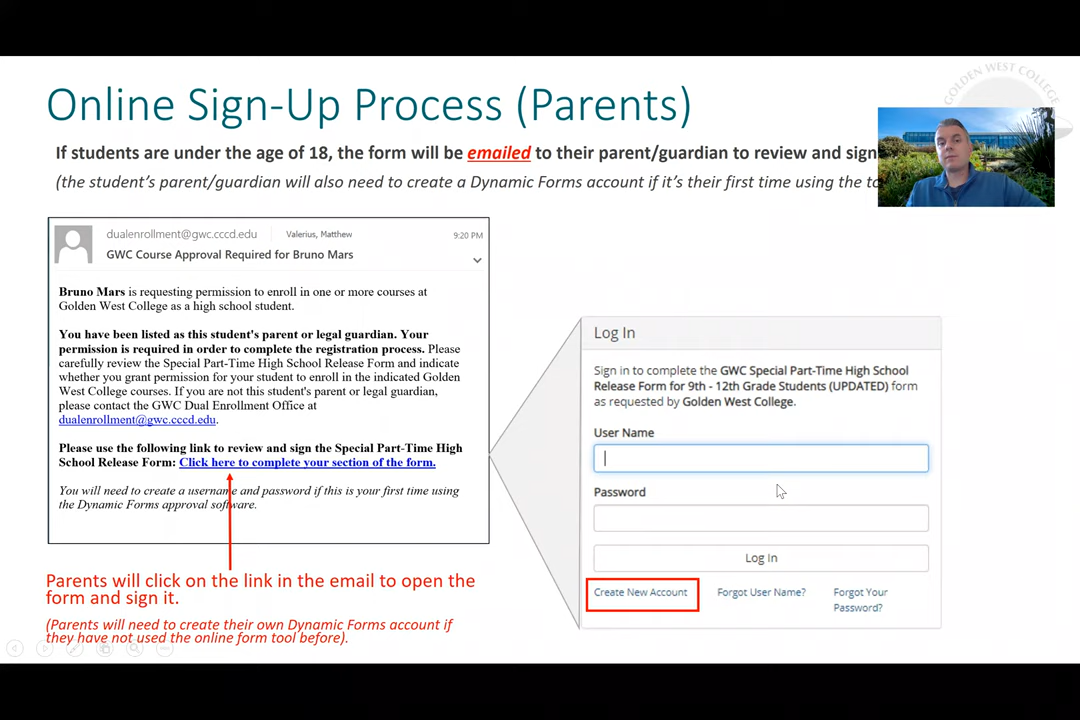 GOLDEN WEST COLLEGE
Online Sign-Up Process (Parents)
If students are under the age of 18, the form will be emailed to their parent/guardian to review and sign
(the student's parent/guardian will also need to create a Dynamic Forms account if it's their first time using the
dualenrollment@gwc.cccd.edu Valerius, Matthew 9:20 PM
GWC Course Approval Required for Bruno Mars
Bruno Mars is requesting permission to enroll in one or more courses at
Golden West College as a high school student.
You have been listed as this student's parent or legal guardian. Your
permission is required in order to complete the registration process. Please
carefully review the Special Part-Time High School Release Form and indicate
whether you grant permission for your student to enroll in the indicated Golden
West College courses. If you are not this student's parent or legal guardian,
please contact the GWC Dual Enrollment Office at
dualenrollment@gwc.cccd.edu.
Please use the following link to review and sign the Special Part-Time High
School Release Form: Click here to complete your section of the form.
You will need to create a username and password if this is your first time using
the Dynamic Forms approval software.
Parents will click on the link in the email to open the
form and sign it.
(Parents will need to create their own Dynamic Forms account if
they have not used the online form tool before).
Log In
Sign in to complete the GWC Special Part-Time High School
Release Form for 9th - 12th Grade Students (UPDATED) form
as requested by Golden West College.
User Name
Password
Log In
Create New Account Forgot User Name? Forgot Your
Password?